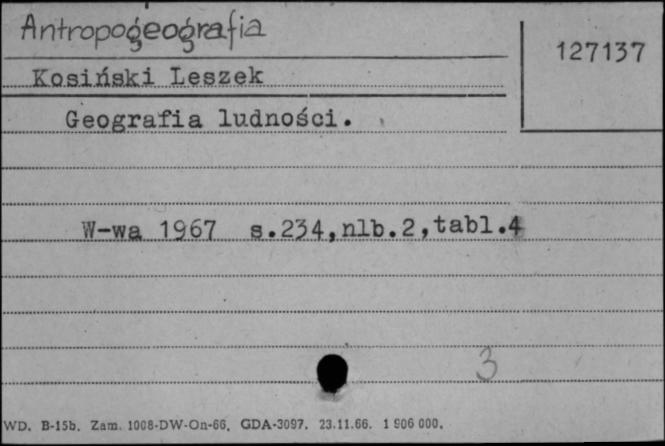 Antropogeografia
127137
Kosiński Leszek
Geografia ludności.
W-wa 1967 s.234,nlb.2,tabl.4
3
WD. B-15b. Zam. 1008-DW-On-66. GDA-3097. 23.11.66. 1 906 000.